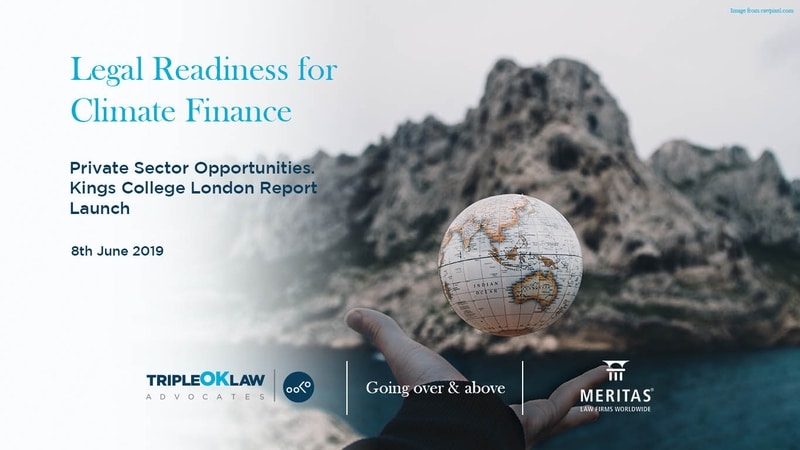 Image from rawpixel.com
Legal Readiness for
Climate Finance
Private Sector Opportunities.
Kings College London Report
Launch
8th June 2019
INDIAN
OCEAN
TRIPLEOKLAW
ADVOCATES
Going over & above
MERITAS®
LAW FIRMS WORLDWIDE